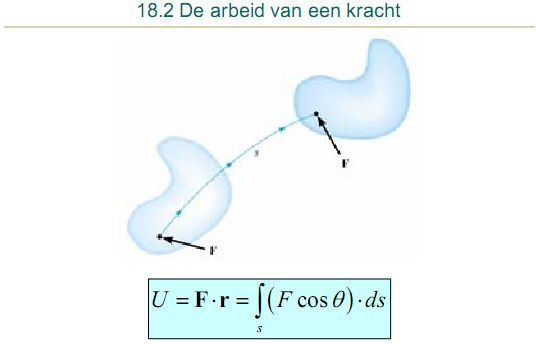 18.2 De arbeid van een kracht
s
F
F
U = F · r = ∫(F cos θ) · ds
s